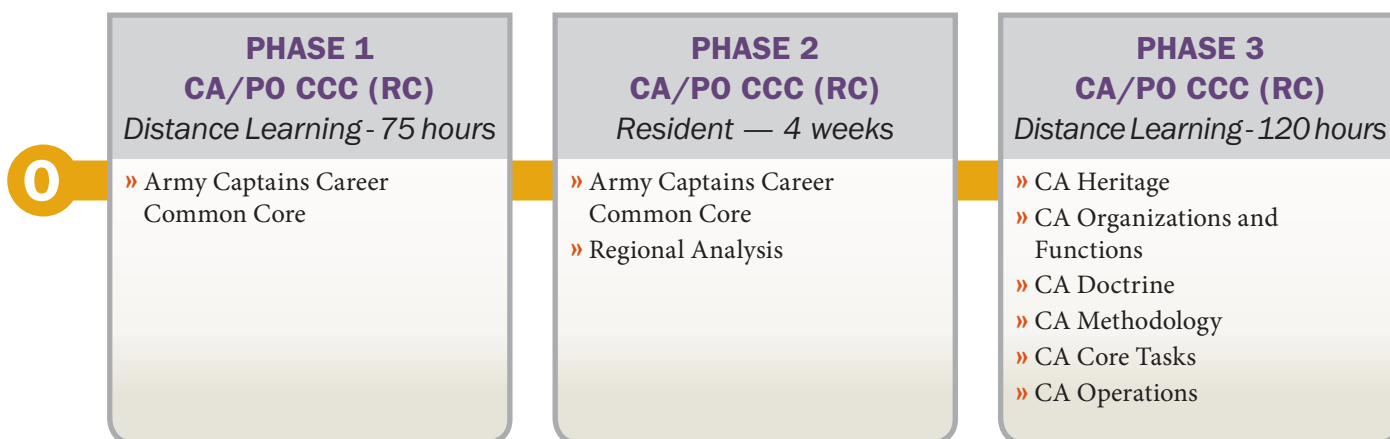 O
PHASE 1
CA/PO CCC (RC)
Distance Learning - 75 hours
» Army Captains Career
Common Core
PHASE 2
CA/PO CCC (RC)
Resident — 4 weeks
» Army Captains Career
Common Core
» Regional Analysis
PHASE 3
CA/PO CCC (RC)
Distance Learning - 120 hours
» CA Heritage
» CA Organizations and
Functions
» CA Doctrine
» CA Methodology
» CA Core Tasks
» CA Operations